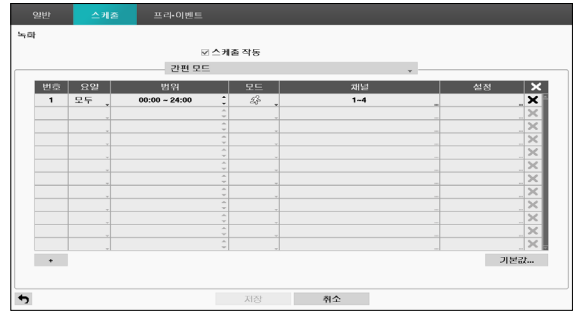 일반 스케줄 프리-이벤트
녹화
스케줄 작동
간편 모드
번호 요일 범위 모드 채널 설정
1 모두 00:00 ~ 24:00 1~4
+ 기본값...
저장 취소